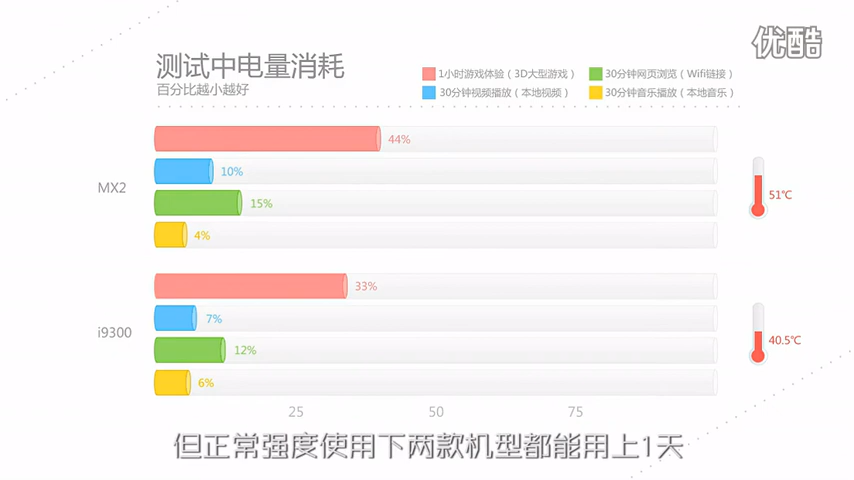 优酷
测试中电量消耗
百分比越小越好
1小时游戏体验（3D大型游戏）
30分钟网页浏览（Wifi链接）
30分钟视频播放（本地视频）
30分钟音乐播放（本地音乐）
MX2
44%
10%
15%
4%
51℃
i9300
33%
7%
12%
6%
40.5℃
25 50 75
但正常强度使用下两款机型都能用上1天